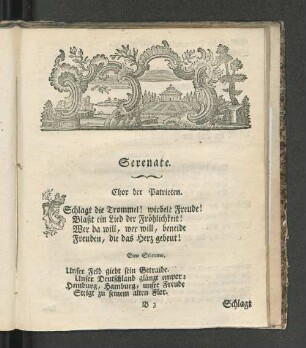 Serenate.
Chor der Patrioten.
Schlagt die Trommel! wirbelt Freude!
Blaßt ein Lied der Fröhlichkeit!
Wer da will, wer will, beneide
Freuden, die das Herz gebeut!
Eine Stimme.
Unser Feld giebt sein Getraide.
Unser Deutschland glänzt empor:
Hamburg, Hamburg, unsre Freude
Steigt zu seinem alten Flor.
B 3
Schlagt